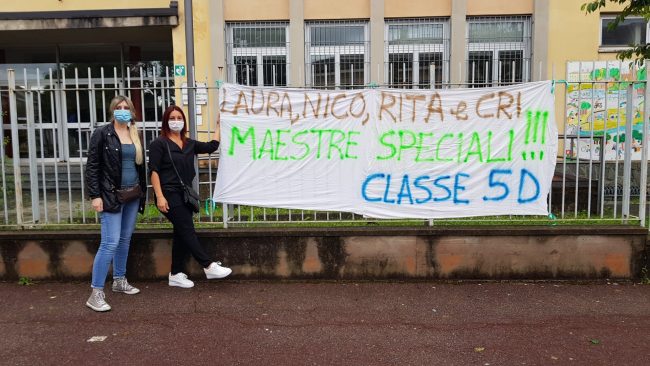 LAURA, NICO, RITA e CRI!
MAESTRE SPECIALI!!!
CLASSE 5D